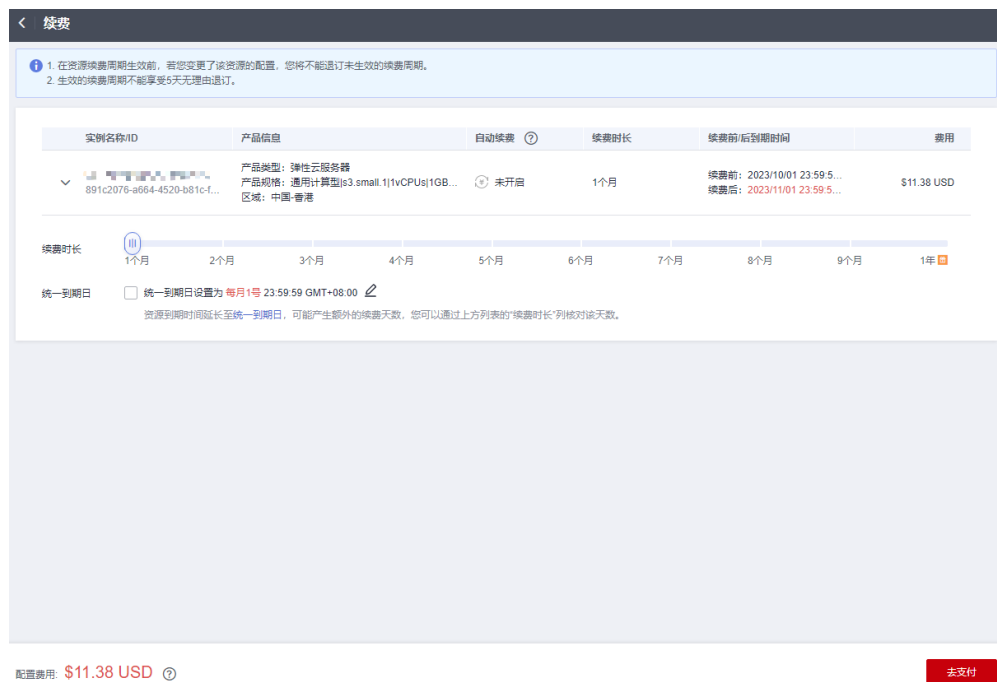 续费
1. 在资源续费周期生效前，若您变更了该资源的配置，您将不能退订未生效的续费周期。
2. 生效的续费周期不能享受5天无理由退订。
实例名称/ID 产品信息 自动续费 续费时长 续费前/后到期时间 费用
产品类型：弹性云服务器
891c2076-a664-4520-b81c-f... 产品规格：通用计算型|s3.small.1|1vCPUs|1GB... 未开启 1个月 续费前：2023/10/01 23:59:5... $11.38 USD
区域：中国-香港 续费后：2023/11/01 23:59:5...
续费时长
1个月 2个月 3个月 4个月 5个月 6个月 7个月 8个月 9个月 1年
统一到期日 统一到期日设置为 每月1号 23:59:59 GMT+08:00
资源到期时间延长至统一到期日，可能产生额外的续费天数，您可以通过上方列表的“续费时长”列核对该天数。
配置费用: $11.38 USD
去支付